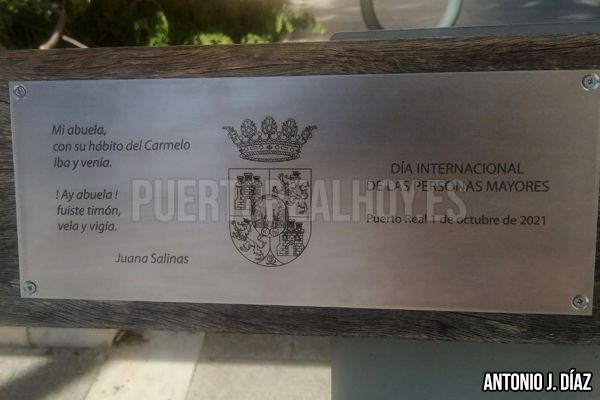 Mi abuela,
con su hábito del Carmelo
iba y venía.
! Ay abuela !
fuiste timón,
vela y vigía.
Juana Salinas
DÍA INTERNACIONAL
DE LAS PERSONAS MAYORES
Puerto Real 1 de octubre de 2021
PUERTOREALHOY.ES
ANTONIO J. DÍAZ